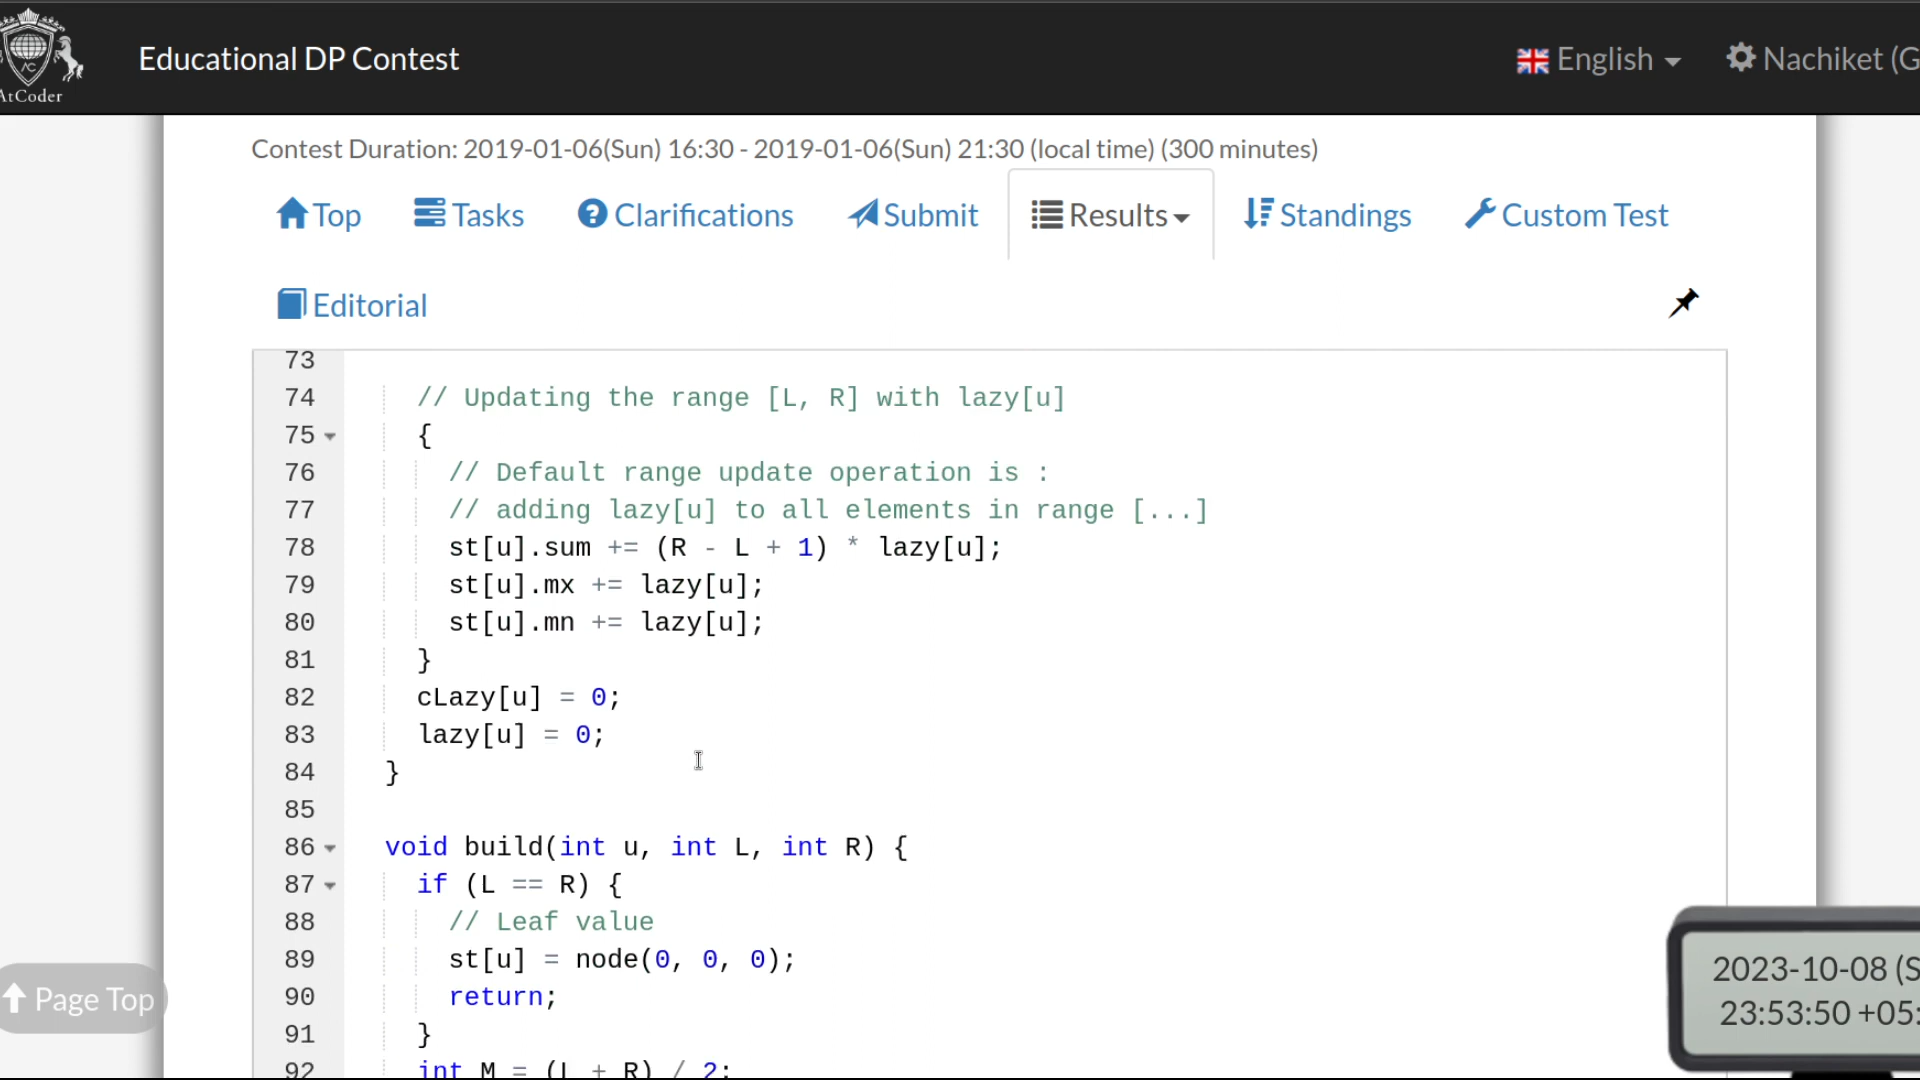 AtCoder
Educational DP Contest
English
Nachiket (G
Contest Duration: 2019-01-06(Sun) 16:30 - 2019-01-06(Sun) 21:30 (local time) (300 minutes)
Top Tasks Clarifications Submit Results Standings Custom Test
Editorial
73
74 // Updating the range [L, R] with lazy[u]
75 {
76 // Default range update operation is :
77 // adding lazy[u] to all elements in range [...]
78 st[u].sum += (R - L + 1) * lazy[u];
79 st[u].mx += lazy[u];
80 st[u].mn += lazy[u];
81 }
82 cLazy[u] = 0;
83 lazy[u] = 0;
84 }
85
86 void build(int u, int L, int R) {
87 if (L == R) {
88 // Leaf value
89 st[u] = node(0, 0, 0);
90 return;
91 }
92 int M = (L + R) / 2;
Page Top
2023-10-08 (S
23:53:50 +05: